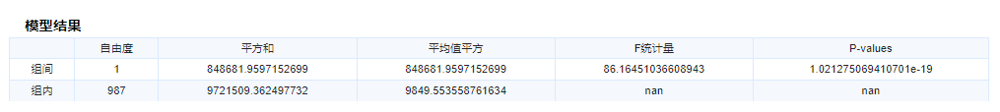 模型结果
自由度 平方和 平均值平方 F统计量 P-values
组间 1 848681.9597152699 848681.9597152699 86.16451036608943 1.021275069410701e-19
组内 987 9721509.362497732 9849.553558761634 nan nan